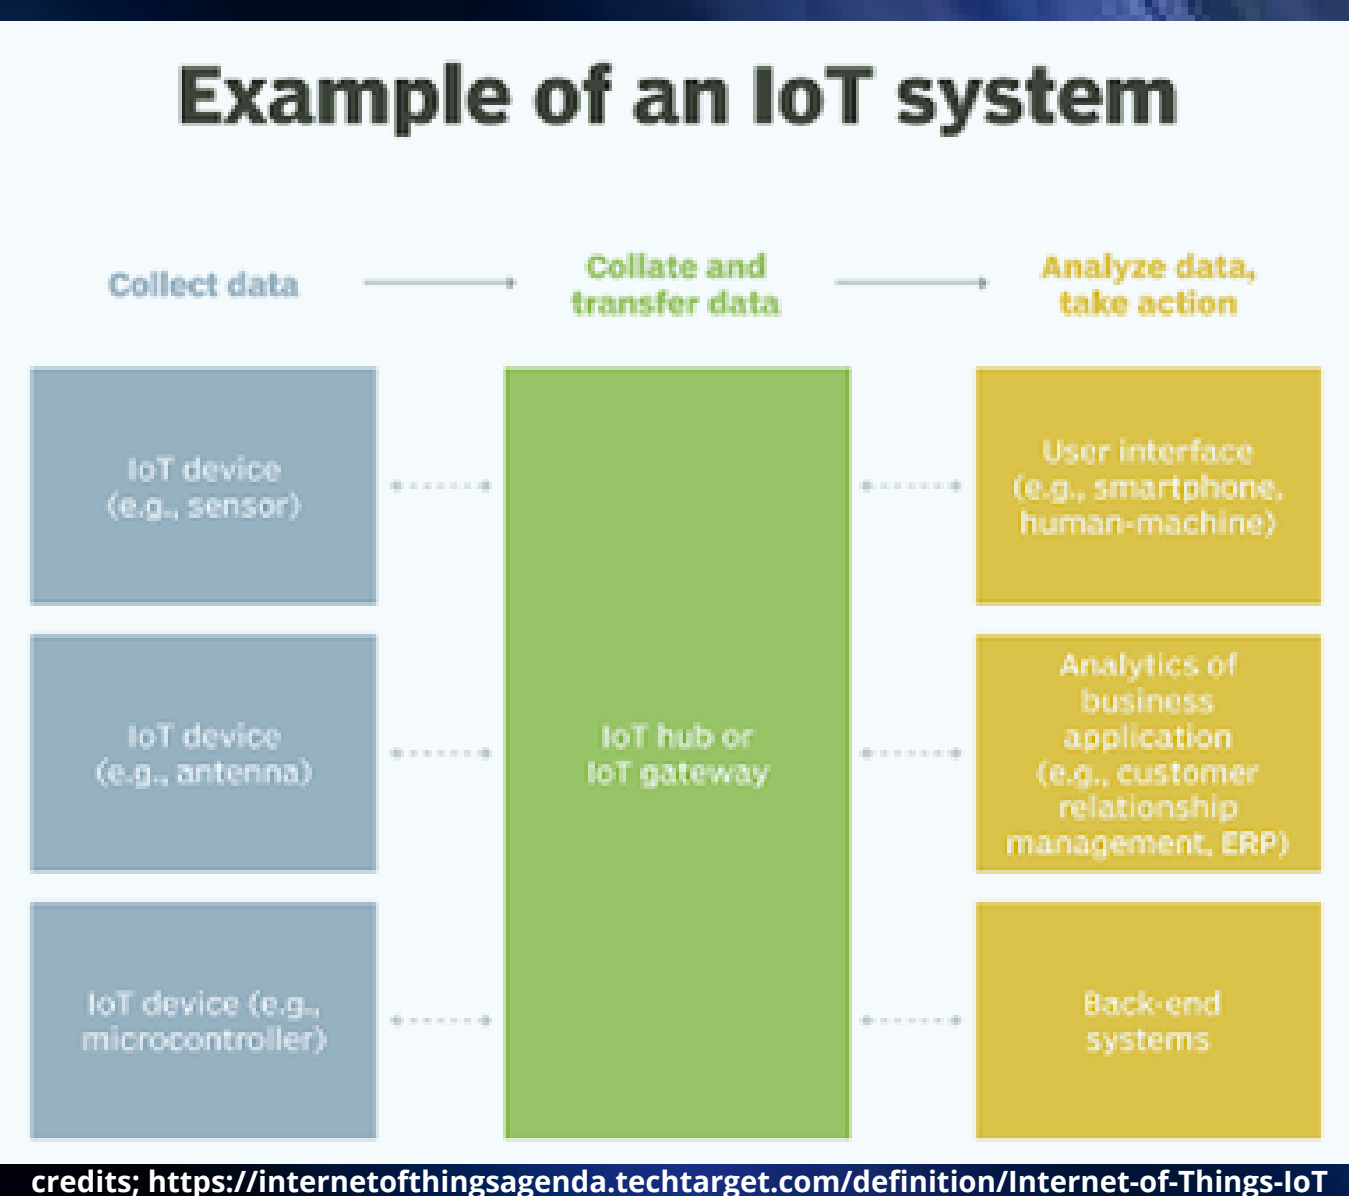 Example of an IoT system
Collect data
Collate and
transfer data
Analyze data,
take action
IoT device
(e.g., sensor)
IoT device
(e.g., antenna)
IoT device (e.g.,
microcontroller)
IoT hub or
IoT gateway
User interface
(e.g., smartphone,
human-machine)
Analytics of
business
application
(e.g., customer
relationship
management, ERP)
Back-end
systems
credits; https://internetofthingsagenda.techtarget.com/definition/Internet-of-Things-IoT